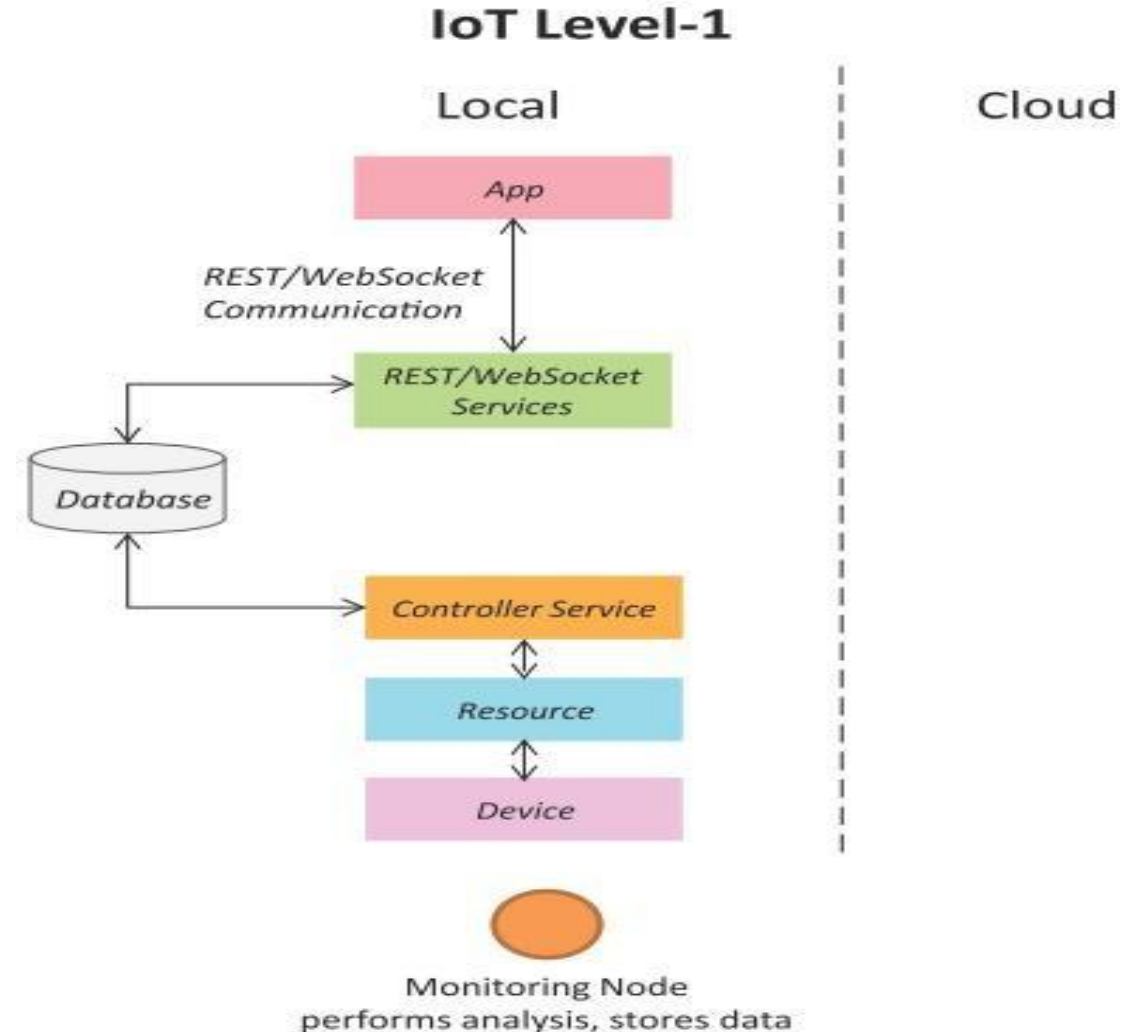 IoT Level-1
Local
Cloud
App
REST/WebSocket
Communication
REST/WebSocket
Services
Database
Controller Service
Resource
Device
Monitoring Node
performs analysis, stores data